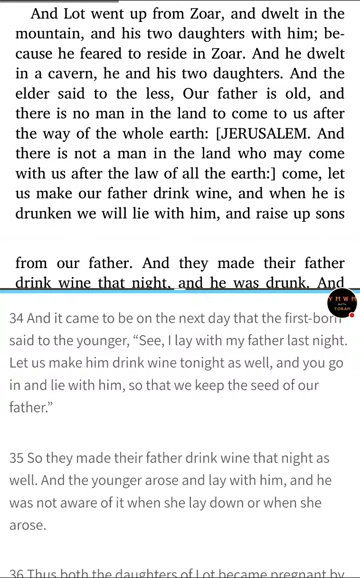 And Lot went up from Zoar, and dwelt in the
mountain, and his two daughters with him; be-
cause he feared to reside in Zoar. And he dwelt
in a cavern, he and his two daughters. And the
elder said to the less, Our father is old, and
there is no man in the land to come to us after
the way of the whole earth: [JERUSALEM. And
there is not a man in the land who may come
with us after the law of all the earth:] come, let
us make our father drink wine, and when he is
drunken we will lie with him, and raise up sons
from our father. And they made their father
drink wine that night, and he was drunk. And
34 And it came to be on the next day that the first-born
said to the younger, “See, I lay with my father last night.
Let us make him drink wine tonight as well, and you go
in and lie with him, so that we keep the seed of our
father.”
35 So they made their father drink wine that night as
well. And the younger arose and lay with him, and he
was not aware of it when she lay down or when she
arose.
36 Thus both the daughters of Lot became pregnant by